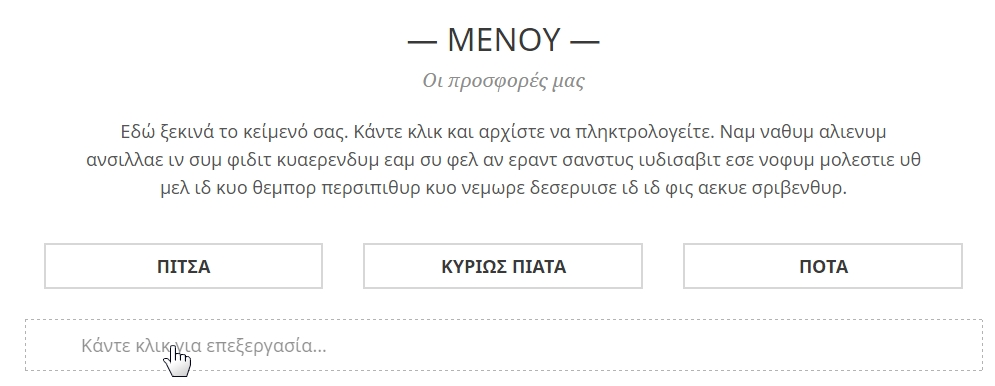 — ΜΕΝΟΥ —
Οι προσφορές μας
Εδώ ξεκινά το κείμενό σας. Κάντε κλικ και αρχίστε να πληκτρολογείτε. Ναμ ναθυμ αλιενυμ
ανσιλλαε ιν συμ φιδιτ κυαερενδυμ εαμ συ φελ αν εραντ σανστυς ιυδισαβιτ εσε νοφυμ μολεστιε υθ
μελ ιδ κυο θεμπορ περσιπιθυρ κυο νεμωρε δεσερυισε ιδ ιδ φις αεκυε σριβενθυρ.
ΠΙΤΣΑ ΚΥΡΙΩΣ ΠΙΑΤΑ ΠΟΤΑ
Κάντε κλικ για επεξεργασία...